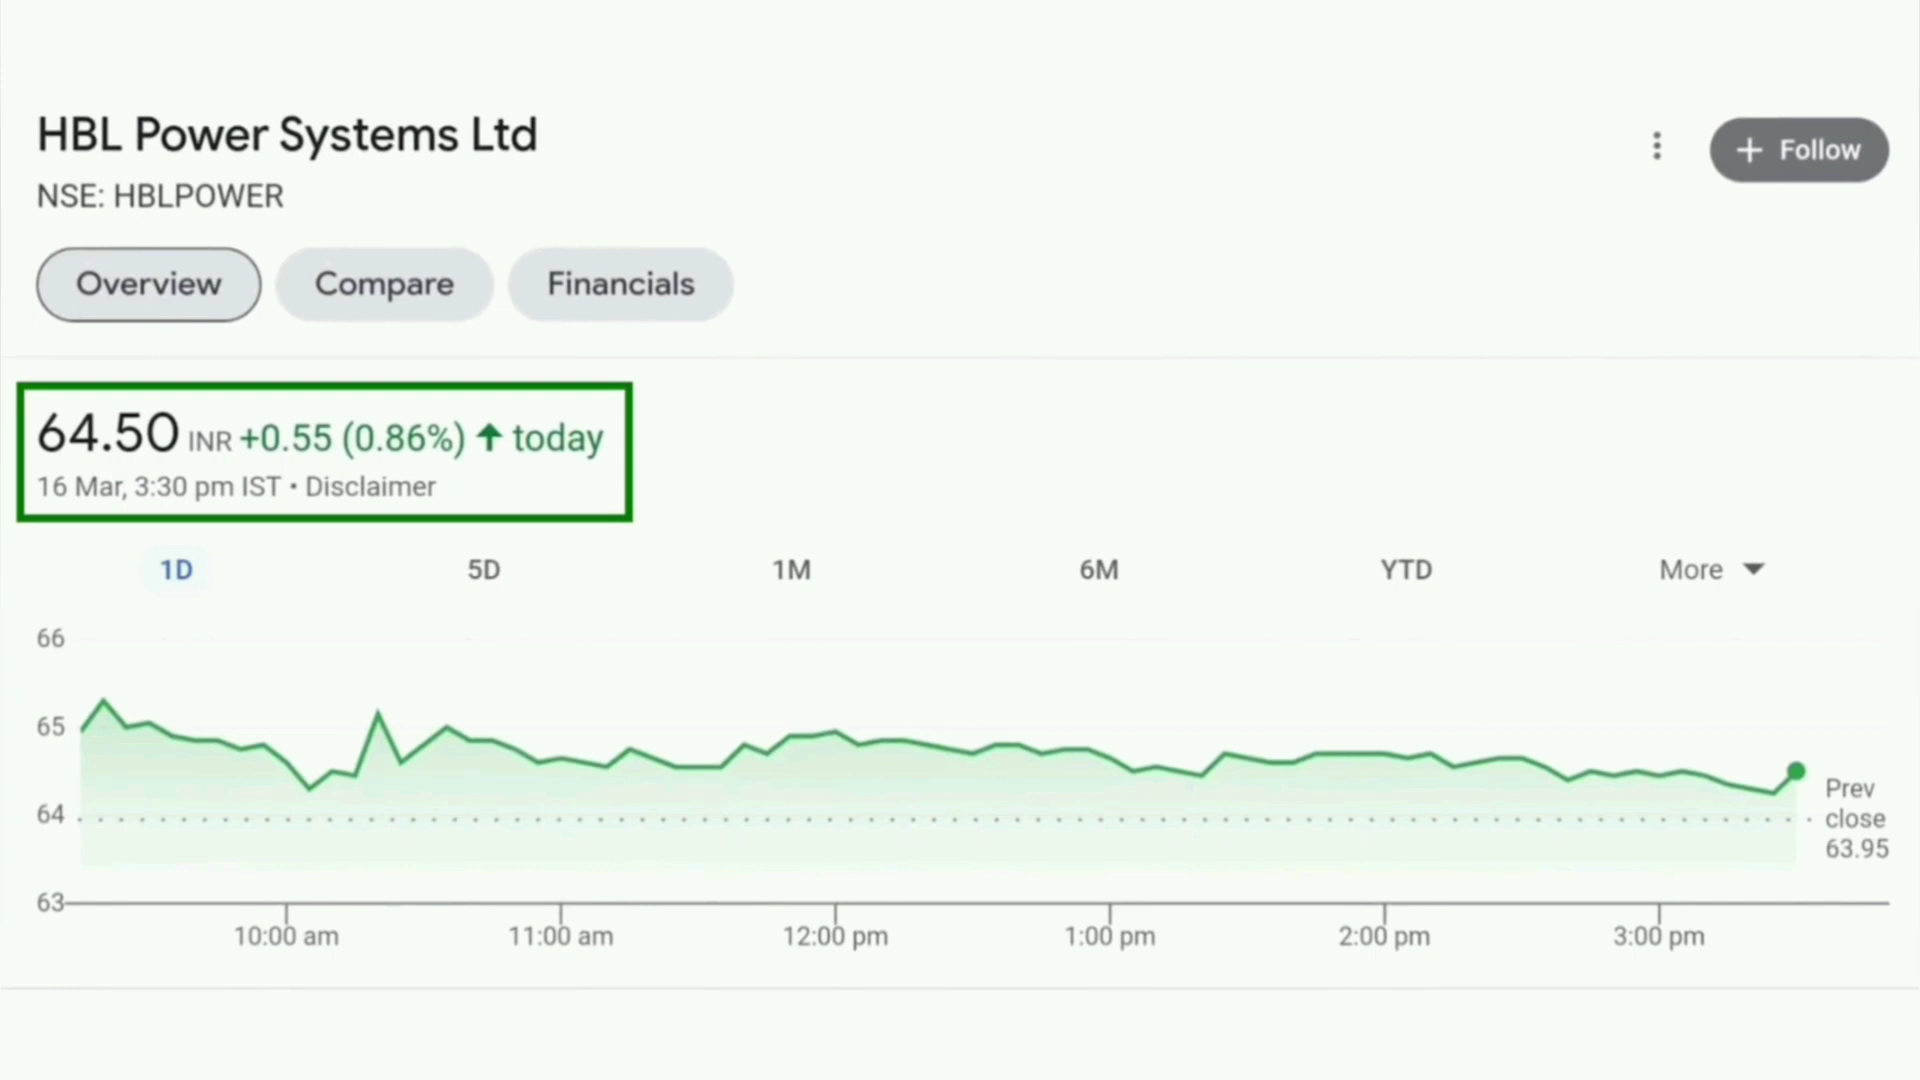 HBL Power Systems Ltd
+ Follow
NSE: HBLPOWER
Overview Compare Financials
64.50 INR +0.55 (0.86%) ↑ today
16 Mar, 3:30 pm IST • Disclaimer
1D 5D 1M 6M YTD More
66
65
64
63
Prev
close
63.95
10:00 am 11:00 am 12:00 pm 1:00 pm 2:00 pm 3:00 pm